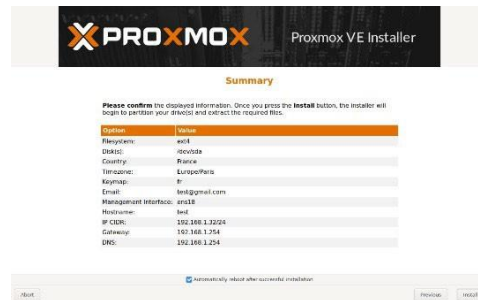 PROXMOX
Proxmox VE Installer
Summary
Please confirm the displayed information. Once you press the Install button, the installer will
begin to partition your drive(s) and extract the required files.
Option Value
Filesystem: ext4
Disk(s): /dev/sda
Country: France
Timezone: Europe/Paris
Keymap: fr
Email: test@gmail.com
Management Interface: ens18
Hostname: test
IP CIDR: 192.168.1.32/24
Gateway: 192.168.1.254
DNS: 192.168.1.254
Automatically reboot after successful installation
Abort Previous Install